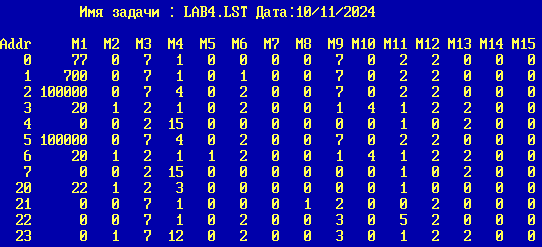 Имя задачи : LAB4.LST Дата:10/11/2024
Addr M1 M2 M3 M4 M5 M6 M7 M8 M9 M10 M11 M12 M13 M14 M15
0 77 0 7 1 0 0 0 0 7 0 2 2 0 0 0
1 700 0 7 1 0 1 0 0 7 0 2 2 0 0 0
2 100000 0 7 4 0 2 0 0 7 0 2 2 0 0 0
3 20 1 2 1 0 2 0 0 1 4 1 2 2 0 0
4 0 0 2 15 0 0 0 0 0 0 1 0 2 0 0
5 100000 0 7 4 0 2 0 0 7 0 2 2 0 0 0
6 20 1 2 1 1 2 0 0 1 4 1 2 2 0 0
7 0 0 2 15 0 0 0 0 0 0 1 0 2 0 0
20 22 1 2 3 0 0 0 0 0 0 1 0 0 0 0
21 0 0 7 1 0 0 0 1 2 0 0 2 0 0 0
22 0 0 7 1 0 2 0 0 3 0 5 2 0 0 0
23 0 1 7 12 0 2 0 0 3 0 1 2 2 0 0